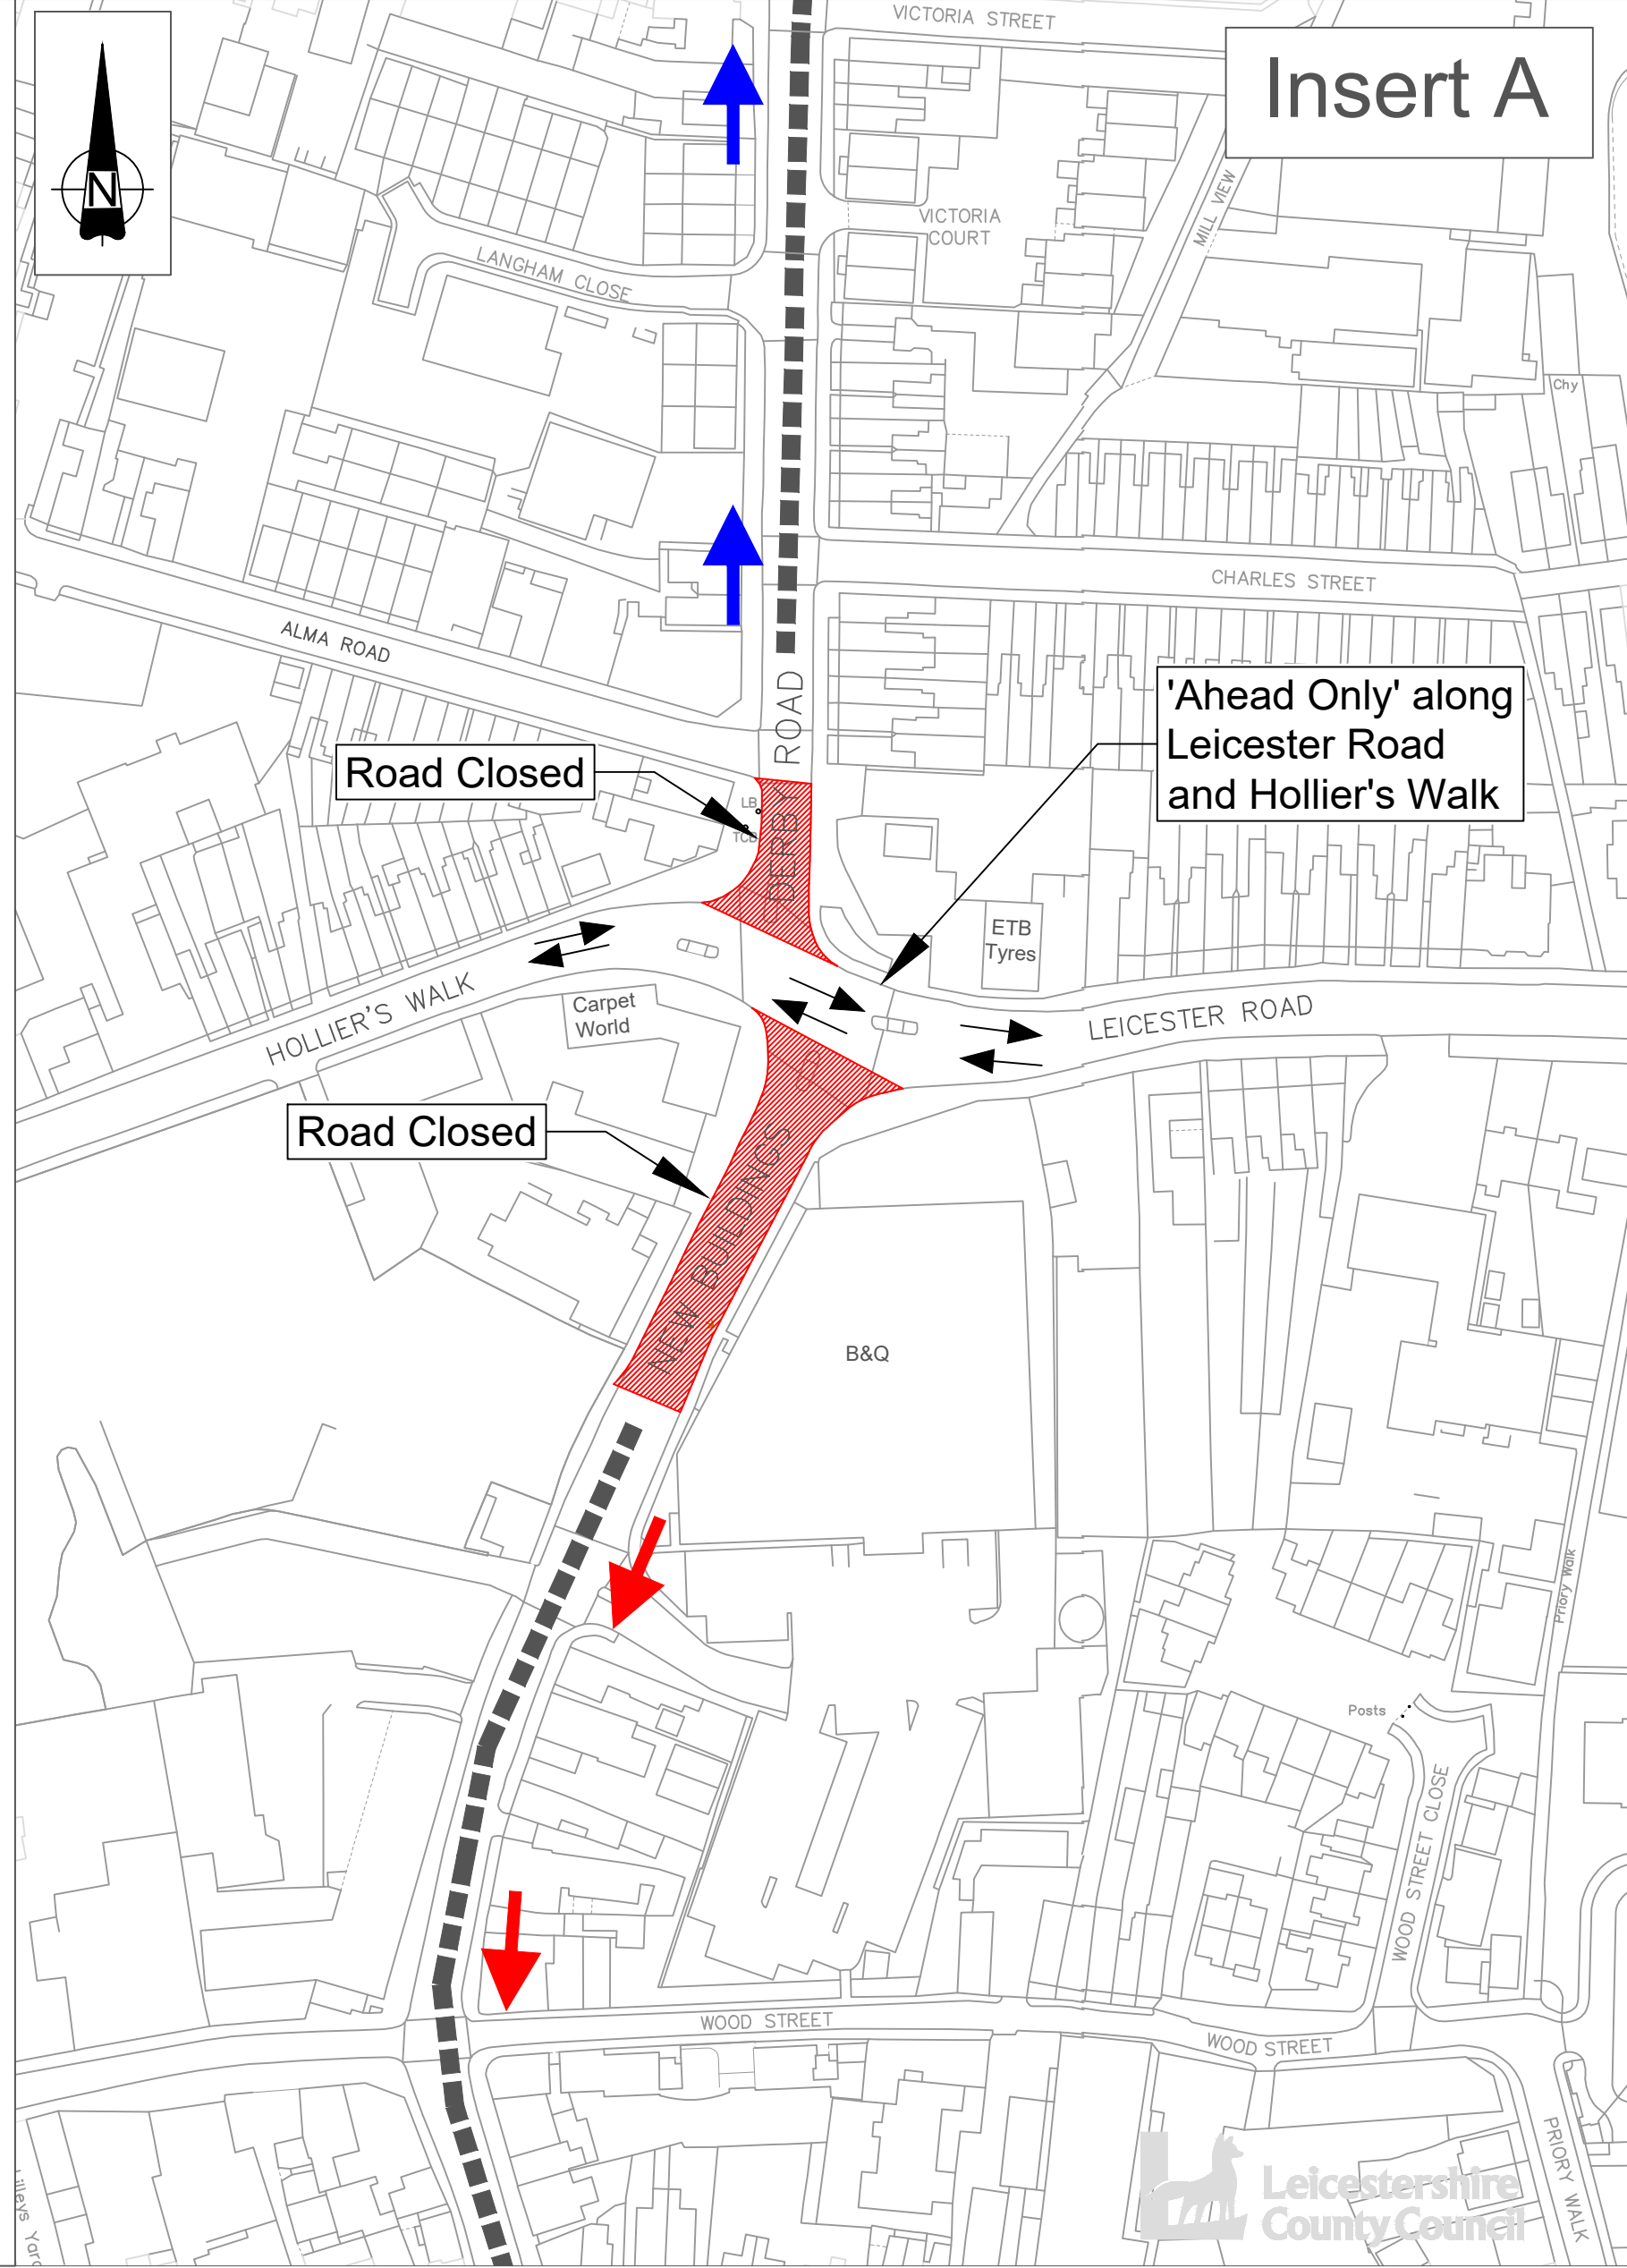 VICTORIA STREET
Insert A
N
VICTORIA
COURT
MILL VIEW
LANGHAM CLOSE
Chy
CHARLES STREET
ALMA ROAD
'Ahead Only' along
Leicester Road
and Hollier's Walk
Road Closed
DERBY ROAD
LB
TCB
ETB
Tyres
HOLLIER'S WALK
Carpet
World
LEICESTER ROAD
Road Closed
NEW BUILDINGS
B&Q
Priory Walk
Posts
WOOD STREET CLOSE
WOOD STREET
WOOD STREET
PRIORY WALK
Leicestershire
County Council